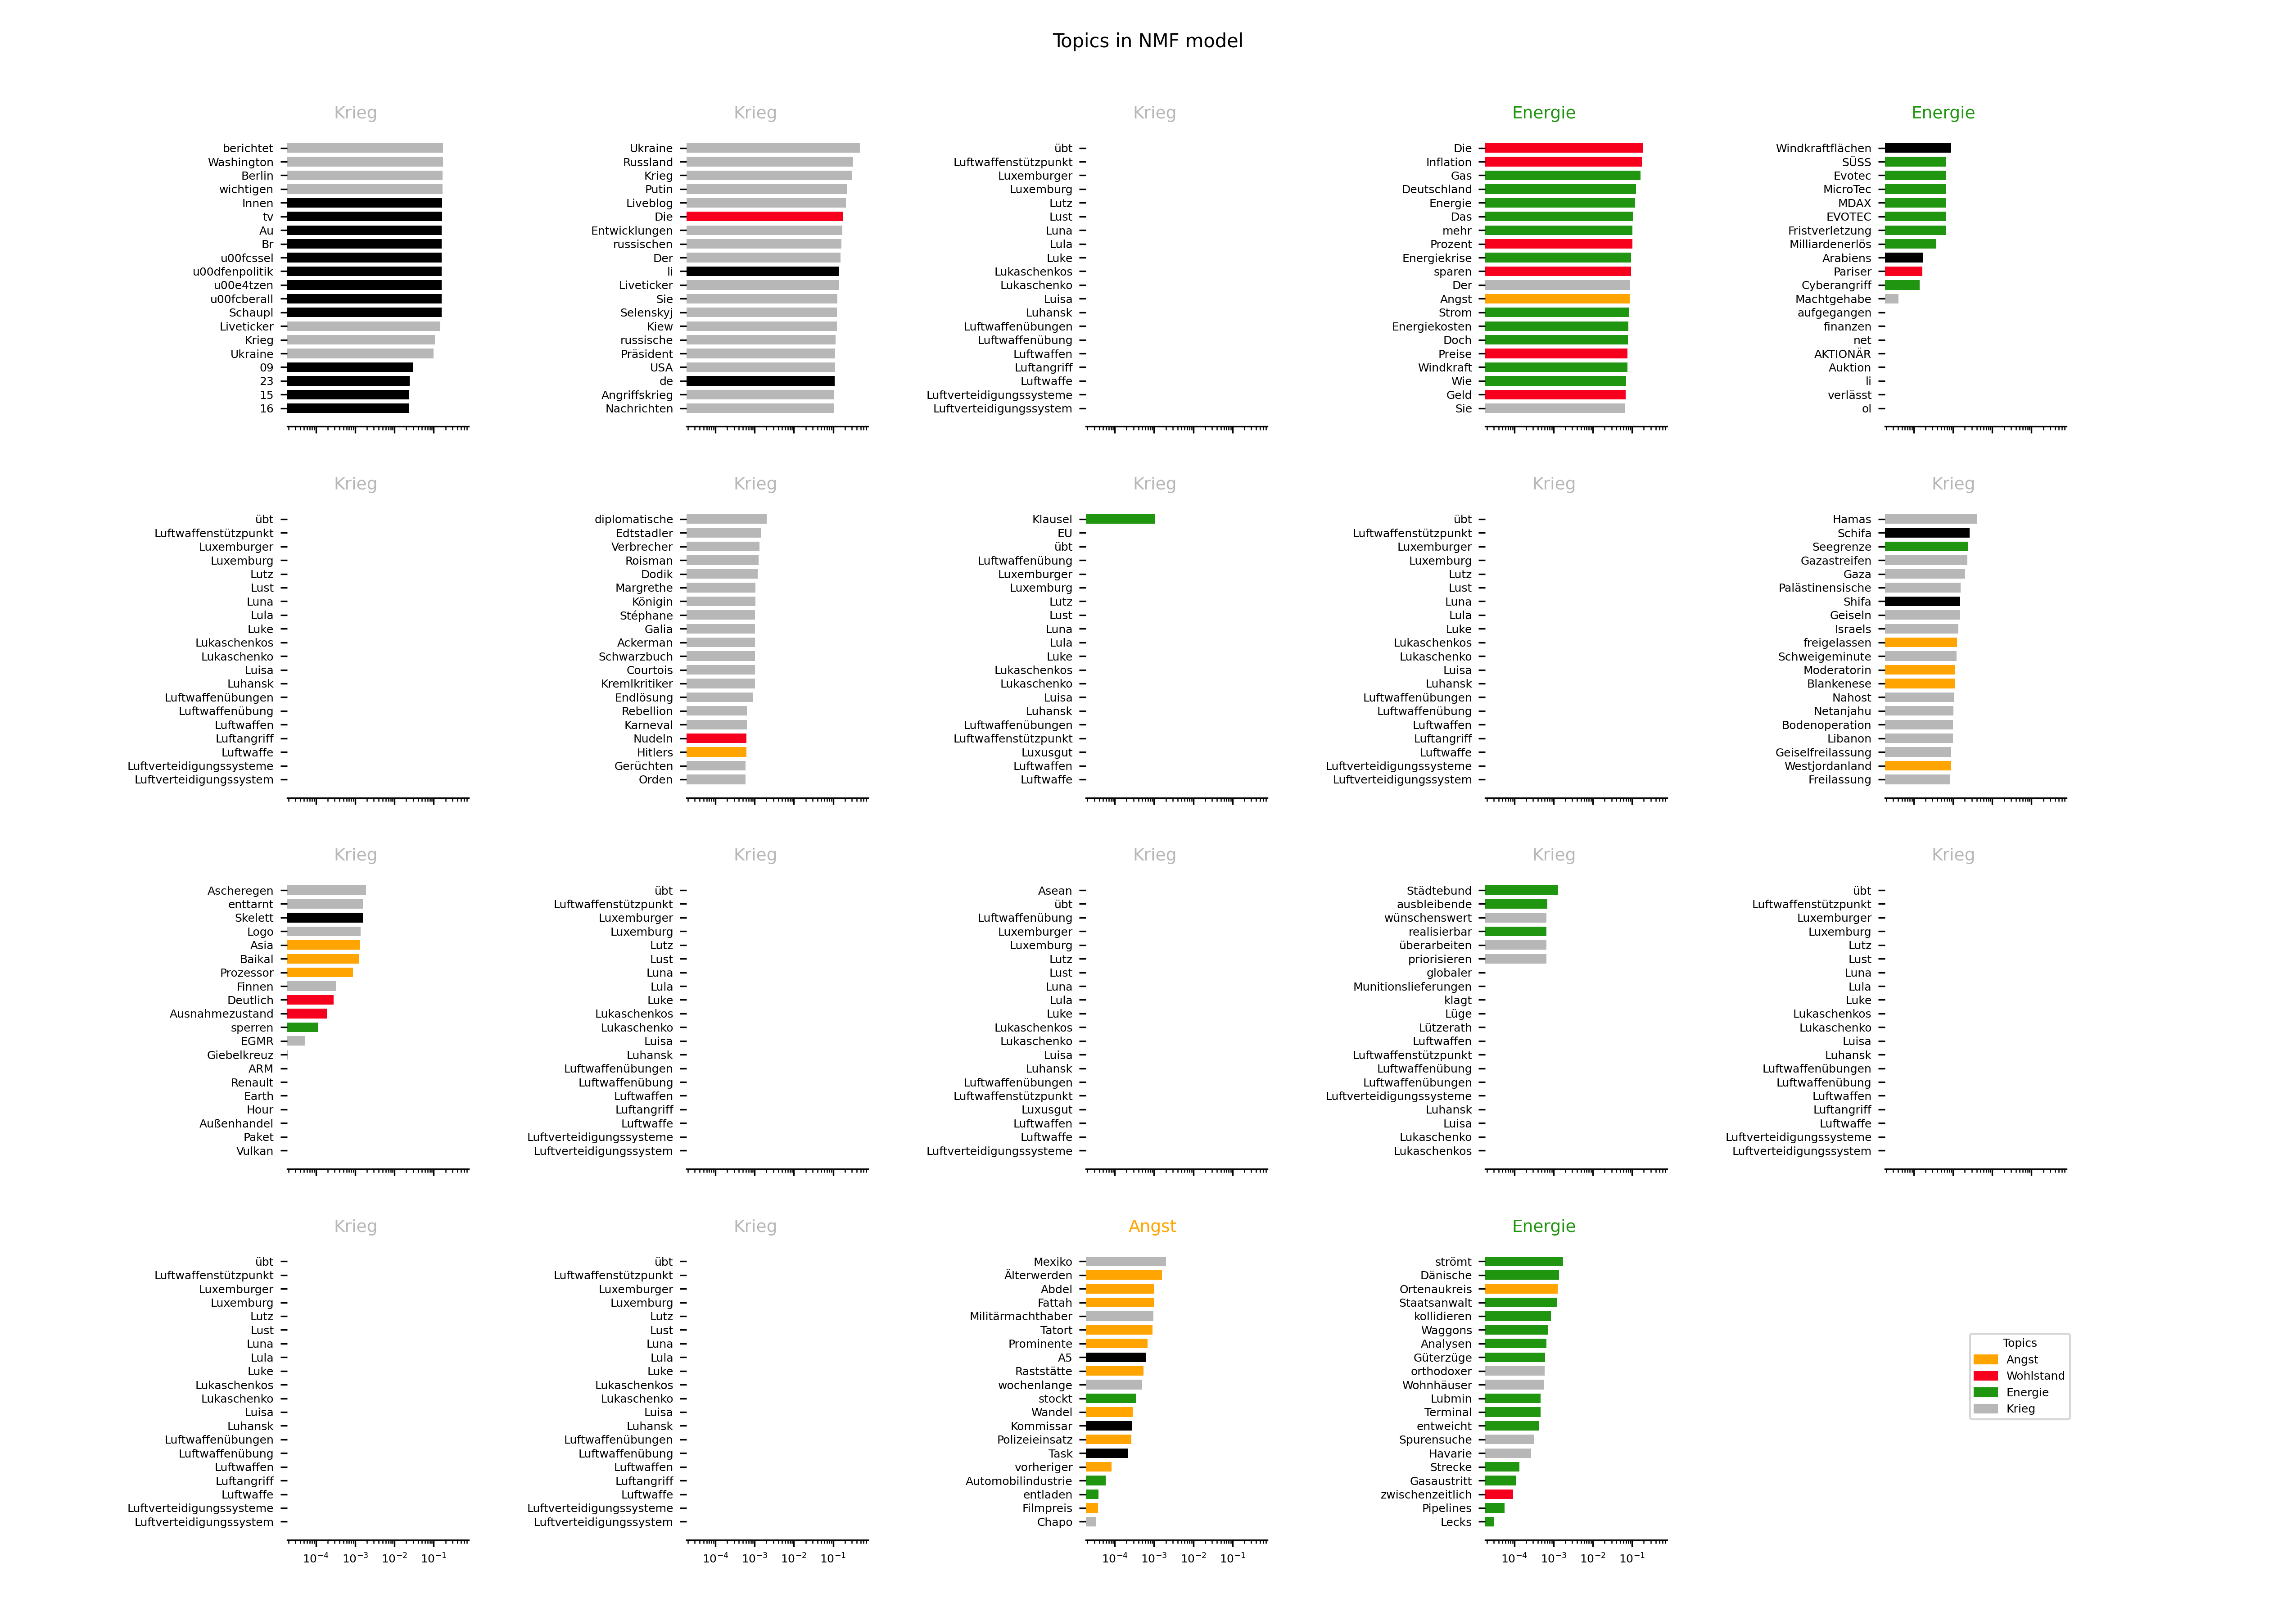 Topics in NMF model
Krieg
berichtet
Washington
Berlin
wichtigen
Innen
tv
Au
Br
u00fcssel
u00dfenpolitik
u00e4tzen
u00fcberall
Schaupl
Liveticker
Krieg
Ukraine
09
23
15
16
Krieg
Ukraine
Russland
Krieg
Putin
Liveblog
Die
Entwicklungen
russischen
Der
li
Liveticker
Sie
Selenskyj
Kiew
russische
Präsident
USA
de
Angriffskrieg
Nachrichten
Krieg
übt
Luftwaffenstützpunkt
Luxemburger
Luxemburg
Lutz
Lust
Luna
Lula
Luke
Lukaschenkos
Lukaschenko
Luisa
Luhansk
Luftwaffenübungen
Luftwaffenübung
Luftwaffen
Luftangriff
Luftwaffe
Luftverteidigungssysteme
Luftverteidigungssystem
Energie
Die
Inflation
Gas
Deutschland
Energie
Das
mehr
Prozent
Energiekrise
sparen
Der
Angst
Strom
Energiekosten
Doch
Preise
Windkraft
Wie
Geld
Sie
Energie
Windkraftflächen
SÜSS
Evotec
MicroTec
MDAX
EVOTEC
Fristverletzung
Milliardenerlös
Arabiens
Pariser
Cyberangriff
Machtgehabe
aufgegangen
finanzen
net
AKTIONÄR
Auktion
li
verlässt
ol
Krieg
übt
Luftwaffenstützpunkt
Luxemburger
Luxemburg
Lutz
Lust
Luna
Lula
Luke
Lukaschenkos
Lukaschenko
Luisa
Luhansk
Luftwaffenübungen
Luftwaffenübung
Luftwaffen
Luftangriff
Luftwaffe
Luftverteidigungssysteme
Luftverteidigungssystem
Krieg
diplomatische
Edtstadler
Verbrecher
Roisman
Dodik
Margrethe
Königin
Stéphane
Galia
Ackerman
Schwarzbuch
Courtois
Kremlkritiker
Endlösung
Rebellion
Karneval
Nudeln
Hitlers
Gerüchten
Orden
Krieg
Klausel
EU
übt
Luftwaffenübung
Luxemburger
Luxemburg
Lutz
Lust
Luna
Lula
Luke
Lukaschenkos
Lukaschenko
Luisa
Luhansk
Luftwaffenübungen
Luftwaffenstützpunkt
Luxusgut
Luftwaffen
Luftwaffe
Krieg
übt
Luftwaffenstützpunkt
Luxemburger
Luxemburg
Lutz
Lust
Luna
Lula
Luke
Lukaschenkos
Lukaschenko
Luisa
Luhansk
Luftwaffenübungen
Luftwaffenübung
Luftwaffen
Luftangriff
Luftwaffe
Luftverteidigungssysteme
Luftverteidigungssystem
Krieg
Hamas
Schifa
Seegrenze
Gazastreifen
Gaza
Palästinensische
Shifa
Geiseln
Israels
freigelassen
Schweigeminute
Moderatorin
Blankenese
Nahost
Netanjahu
Bodenoperation
Libanon
Geiselfreilassung
Westjordanland
Freilassung
Krieg
Ascheregen
enttarnt
Skelett
Logo
Asia
Baikal
Prozessor
Finnen
Deutlich
Ausnahmezustand
sperren
EGMR
Giebelkreuz
ARM
Renault
Earth
Hour
Außenhandel
Paket
Vulkan
Krieg
übt
Luftwaffenstützpunkt
Luxemburger
Luxemburg
Lutz
Lust
Luna
Lula
Luke
Lukaschenkos
Lukaschenko
Luisa
Luhansk
Luftwaffenübungen
Luftwaffenübung
Luftwaffen
Luftangriff
Luftwaffe
Luftverteidigungssysteme
Luftverteidigungssystem
Krieg
Asean
übt
Luftwaffenübung
Luxemburger
Luxemburg
Lutz
Lust
Luna
Lula
Luke
Lukaschenkos
Lukaschenko
Luisa
Luhansk
Luftwaffenübungen
Luftwaffenstützpunkt
Luxusgut
Luftwaffen
Luftwaffe
Luftverteidigungssysteme
Krieg
Städtebund
ausbleibende
wünschenswert
realisierbar
überarbeiten
priorisieren
globaler
Munitionslieferungen
klagt
Lüge
Lützerath
Luftwaffen
Luftwaffenstützpunkt
Luftwaffenübung
Luftwaffenübungen
Luftverteidigungssysteme
Luhansk
Luisa
Lukaschenko
Lukaschenkos
Krieg
übt
Luftwaffenstützpunkt
Luxemburger
Luxemburg
Lutz
Lust
Luna
Lula
Luke
Lukaschenkos
Lukaschenko
Luisa
Luhansk
Luftwaffenübungen
Luftwaffenübung
Luftwaffen
Luftangriff
Luftwaffe
Luftverteidigungssysteme
Luftverteidigungssystem
Krieg
übt
Luftwaffenstützpunkt
Luxemburger
Luxemburg
Lutz
Lust
Luna
Lula
Luke
Lukaschenkos
Lukaschenko
Luisa
Luhansk
Luftwaffenübungen
Luftwaffenübung
Luftwaffen
Luftangriff
Luftwaffe
Luftverteidigungssysteme
Luftverteidigungssystem
10⁻⁴ 10⁻³ 10⁻² 10⁻¹
Krieg
übt
Luftwaffenstützpunkt
Luxemburger
Luxemburg
Lutz
Lust
Luna
Lula
Luke
Lukaschenkos
Lukaschenko
Luisa
Luhansk
Luftwaffenübungen
Luftwaffenübung
Luftwaffen
Luftangriff
Luftwaffe
Luftverteidigungssysteme
Luftverteidigungssystem
10⁻⁴ 10⁻³ 10⁻² 10⁻¹
Angst
Mexiko
Älterwerden
Abdel
Fattah
Militärmachthaber
Tatort
Prominente
A5
Raststätte
wochenlange
stockt
Wandel
Kommissar
Polizeieinsatz
Task
vorheriger
Automobilindustrie
entladen
Filmpreis
Chapo
10⁻⁴ 10⁻³ 10⁻² 10⁻¹
Energie
strömt
Dänische
Ortenaukreis
Staatsanwalt
kollidieren
Waggons
Analysen
Güterzüge
orthodoxer
Wohnhäuser
Lubmin
Terminal
entweicht
Spurensuche
Havarie
Strecke
Gasaustritt
zwischenzeitlich
Pipelines
Lecks
10⁻⁴ 10⁻³ 10⁻² 10⁻¹
Topics
Angst
Wohlstand
Energie
Krieg